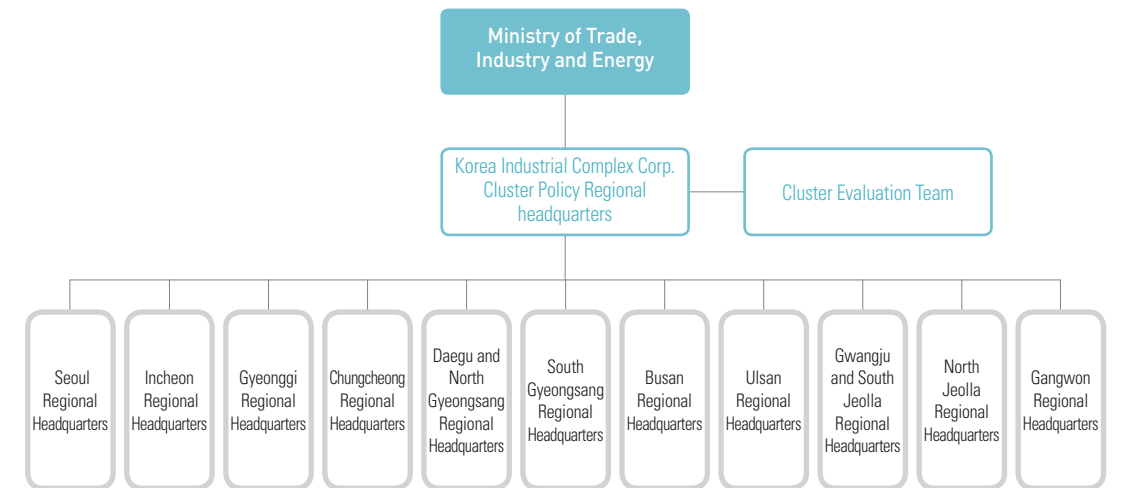 Ministry of Trade,
Industry and Energy
Korea Industrial Complex Corp.
Cluster Policy Regional
headquarters
Cluster Evaluation Team
Seoul
Regional
Headquarters
Incheon
Regional
Headquarters
Gyeonggi
Regional
Headquarters
Chungcheong
Regional
Headquarters
Daegu and
North
Gyeongsang
Regional
Headquarters
South
Gyeongsang
Regional
Headquarters
Busan
Regional
Headquarters
Ulsan
Regional
Headquarters
Gwangju
and South
Jeolla
Regional
Headquarters
North
Jeolla
Regional
Headquarters
Gangwon
Regional
Headquarters